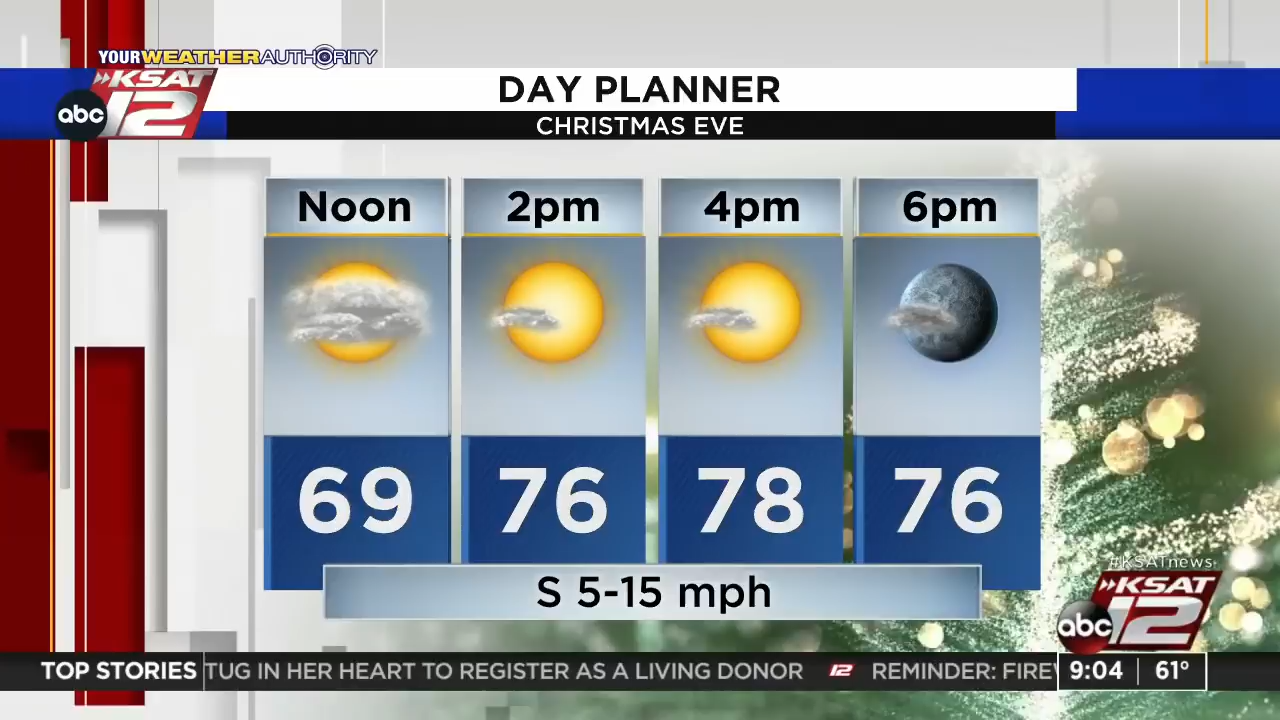 YOURWEATHERAUTHORITY
KSAT
abc 12
DAY PLANNER
CHRISTMAS EVE
Noon 2pm 4pm 6pm
69 76 78 76
S 5-15 mph
#KSATnews
KSAT
abc 12
TOP STORIES TUG IN HER HEART TO REGISTER AS A LIVING DONOR 12 REMINDER: 9:04 61°